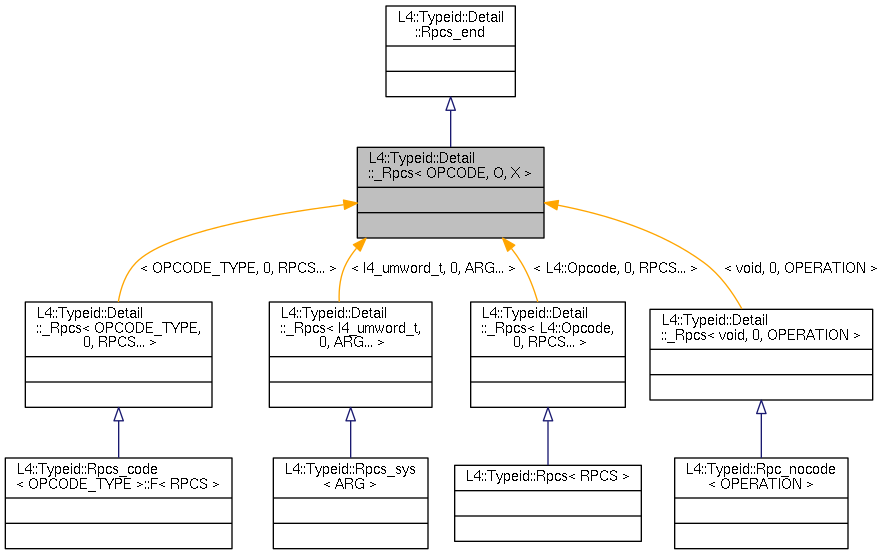 L4::Typeid::Detail
::Rpcs_end
L4::Typeid::Detail
::_Rpcs< OPCODE, O, X >
< OPCODE_TYPE, 0, RPCS... >
< l4_umword_t, 0, ARG... >
< L4::Opcode, 0, RPCS... >
< void, 0, OPERATION >
L4::Typeid::Detail
::_Rpcs< OPCODE_TYPE,
0, RPCS... >
L4::Typeid::Detail
::_Rpcs< l4_umword_t,
0, ARG... >
L4::Typeid::Detail
::_Rpcs< L4::Opcode,
0, RPCS... >
L4::Typeid::Detail
::_Rpcs< void, 0, OPERATION >
L4::Typeid::Rpcs_code
< OPCODE_TYPE >::F< RPCS >
L4::Typeid::Rpcs_sys
< ARG >
L4::Typeid::Rpcs< RPCS >
L4::Typeid::Rpc_nocode
< OPERATION >